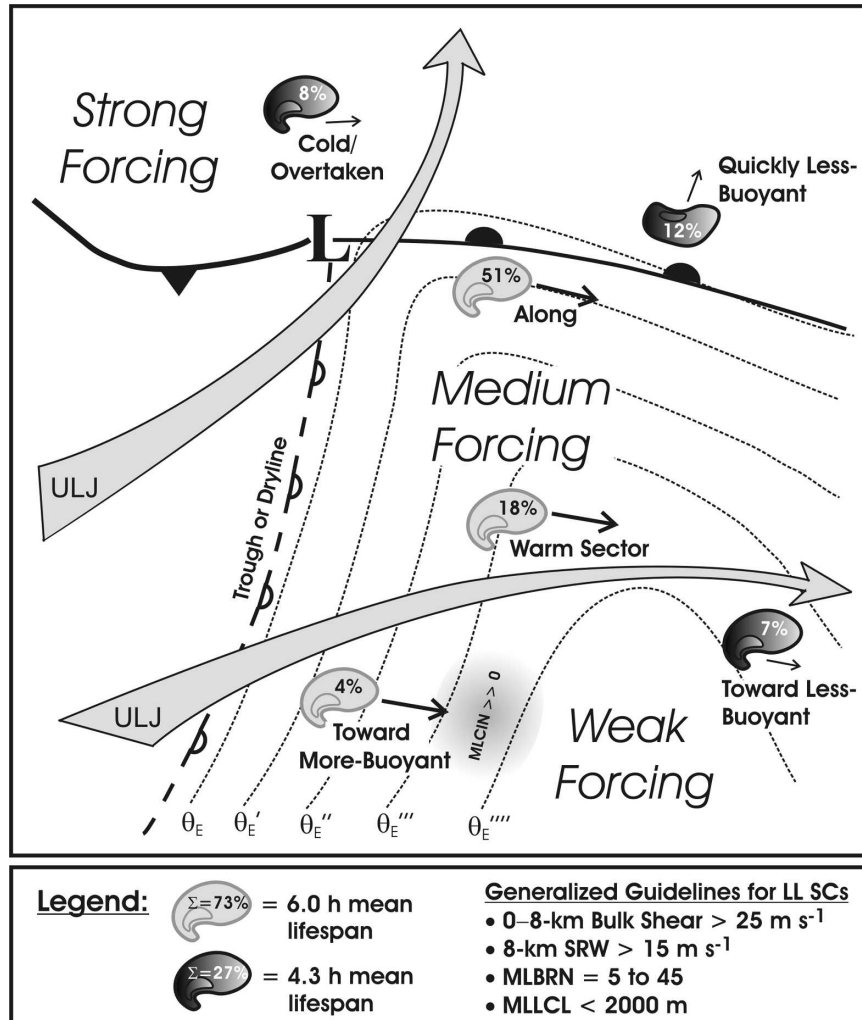 Strong
Forcing
8%
Cold/
Overtaken
Quickly Less-
Buoyant
12%
L
51%
Along
Medium
Forcing
ULJ
Trough or Dryline
18%
Warm Sector
7%
Toward Less-
Buoyant
ULJ
4%
Toward
More-Buoyant
MLCIN >> 0
Weak
Forcing
θE
θE'
θE''
θE'''
θE''''
Legend:
Σ=73%
= 6.0 h mean
lifespan
Σ=27%
= 4.3 h mean
lifespan
Generalized Guidelines for LL SCs
• 0–8-km Bulk Shear > 25 m s⁻¹
• 8-km SRW > 15 m s⁻¹
• MLBRN = 5 to 45
• MLLCL < 2000 m